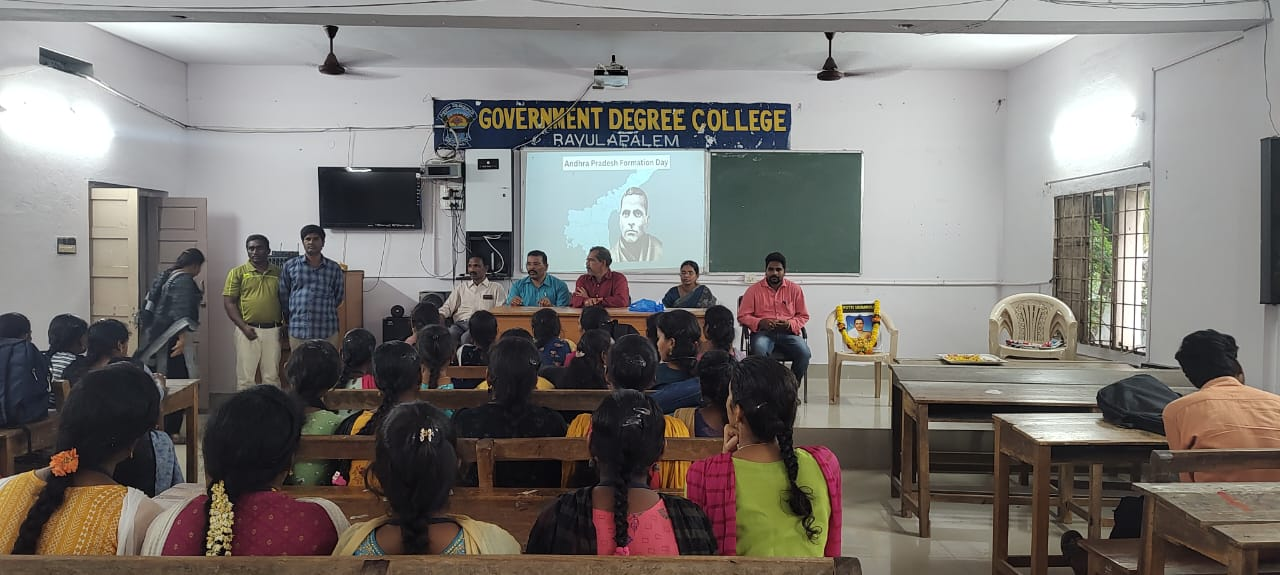 GOVERNMENT DEGREE COLLEGE
RAVULAPALEM
Andhra Pradesh Formation Day